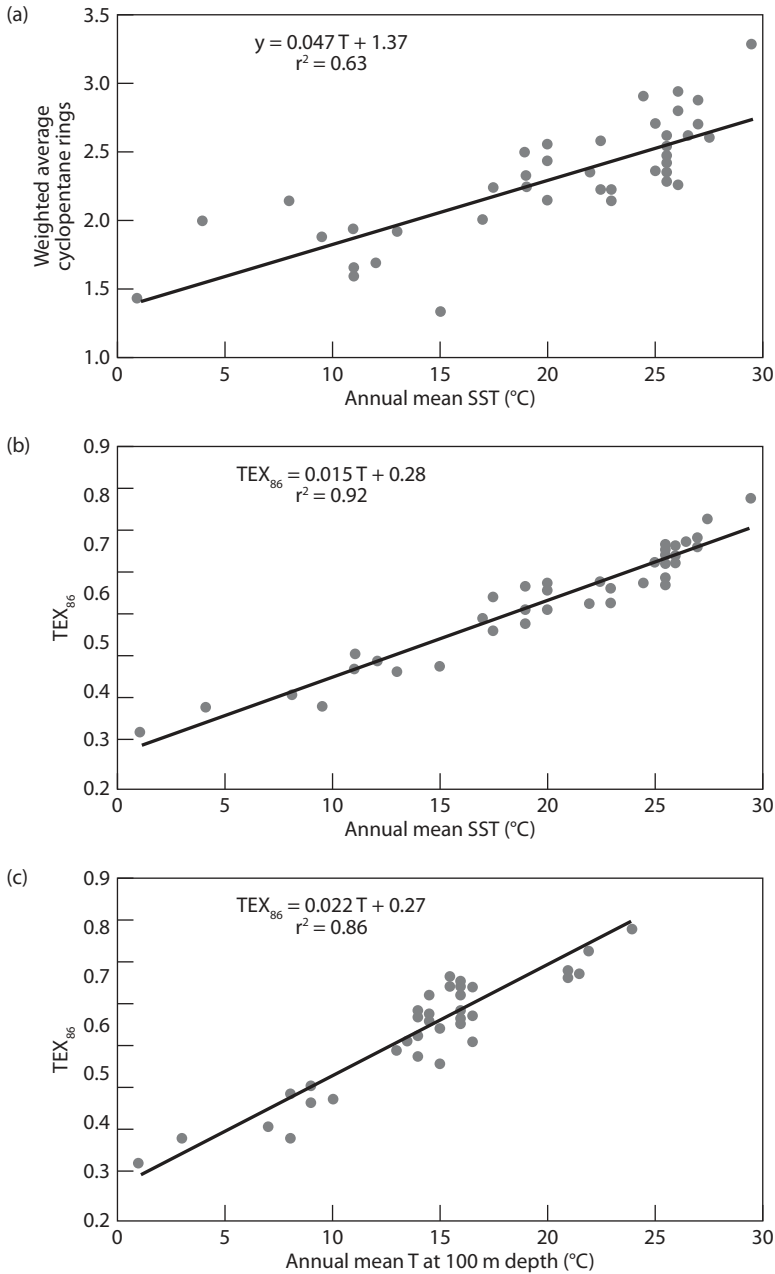 (a)
3.5
3.0
2.5
2.0
1.5
1.0
Weighted average
cyclopentane rings
y = 0.047 T + 1.37
r² = 0.63
0 5 10 15 20 25 30
Annual mean SST (°C)
(b)
0.9
0.8
0.7
0.6
0.5
0.4
0.3
0.2
TEX₈₆
TEX₈₆ = 0.015 T + 0.28
r² = 0.92
0 5 10 15 20 25 30
Annual mean SST (°C)
(c)
0.9
0.8
0.7
0.6
0.5
0.4
0.3
0.2
TEX₈₆
TEX₈₆ = 0.022 T + 0.27
r² = 0.86
0 5 10 15 20 25 30
Annual mean T at 100 m depth (°C)